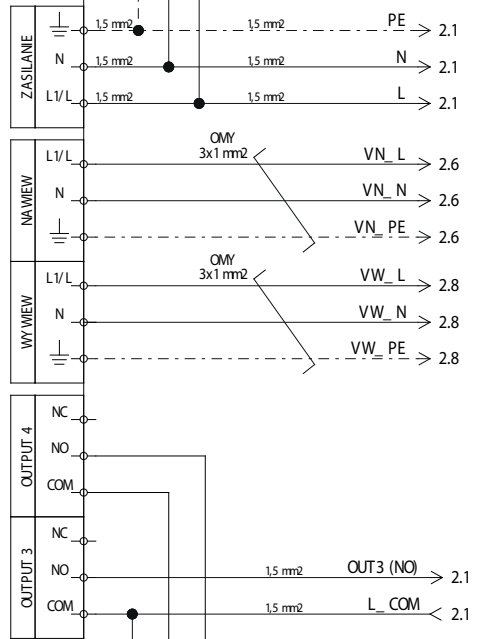 ZASILANIE
1,5 mm2 1,5 mm2 PE 2.1
N 1,5 mm2 1,5 mm2 N 2.1
L1/L 1,5 mm2 1,5 mm2 L 2.1
NAWIEW
OMY
3x1 mm2
L1/L VN_L 2.6
N VN_N 2.6
VN_PE 2.6
WYWIEW
OMY
3x1 mm2
L1/L VW_L 2.8
N VW_N 2.8
VW_PE 2.8
OUTPUT 4
NC
NO
COM
OUTPUT 3
NC
NO 1,5 mm2 OUT3 (NO) 2.1
COM 1,5 mm2 L_COM 2.1